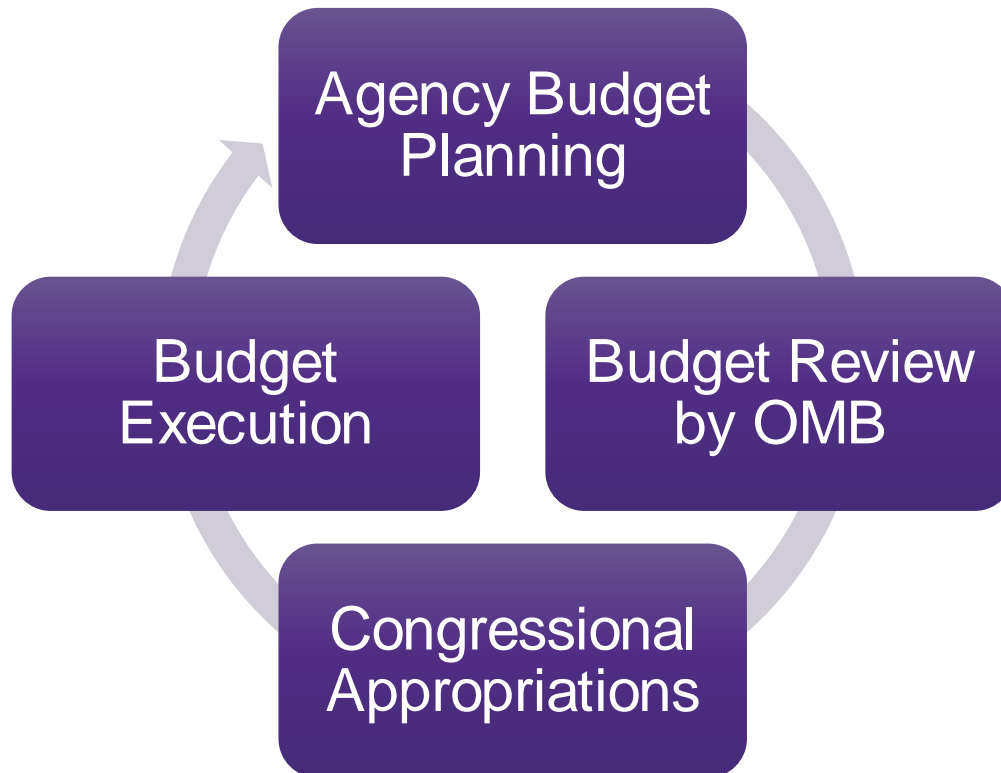 Agency Budget
Planning
Budget Review
by OMB
Congressional
Appropriations
Budget
Execution